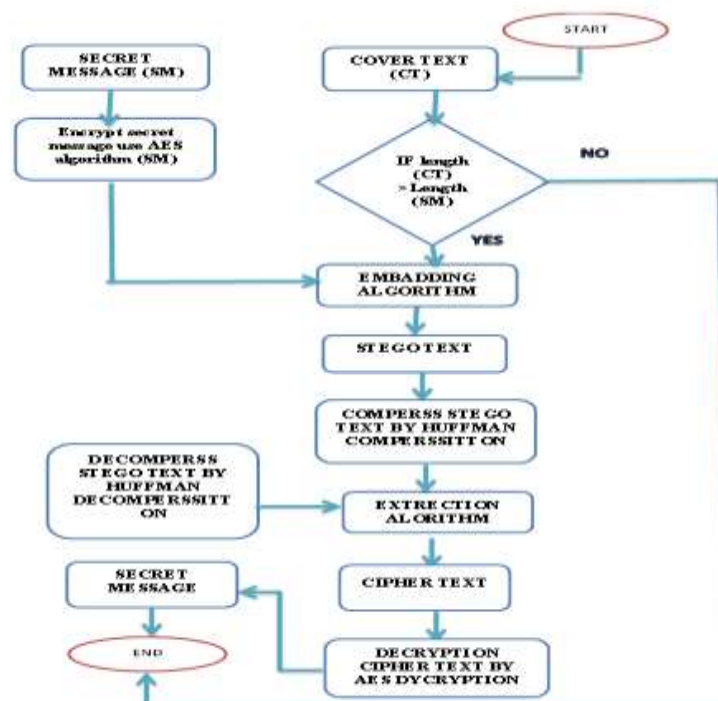 START
SECRET
MESSAGE (SM)
COVER TEXT
(CT)
Encrypt secret
message use AES
algorithm (SM)
IF length
(CT)
> Length
(SM)
NO
YES
EMBADDING
ALGORITHM
STEGO TEXT
COMPERSS STEGO
TEXT BY HUFFMAN
COMPERSSITTON
DECOMPERSS
STEGO TEXT BY
HUFFMAN
DECOMPERSSITT
ON
EXTRECTION
ALORITHM
SECRET
MESSAGE
CIPHER TEXT
END
DECRYPTION
CIPHER TEXT BY
AES DYCRYPTION